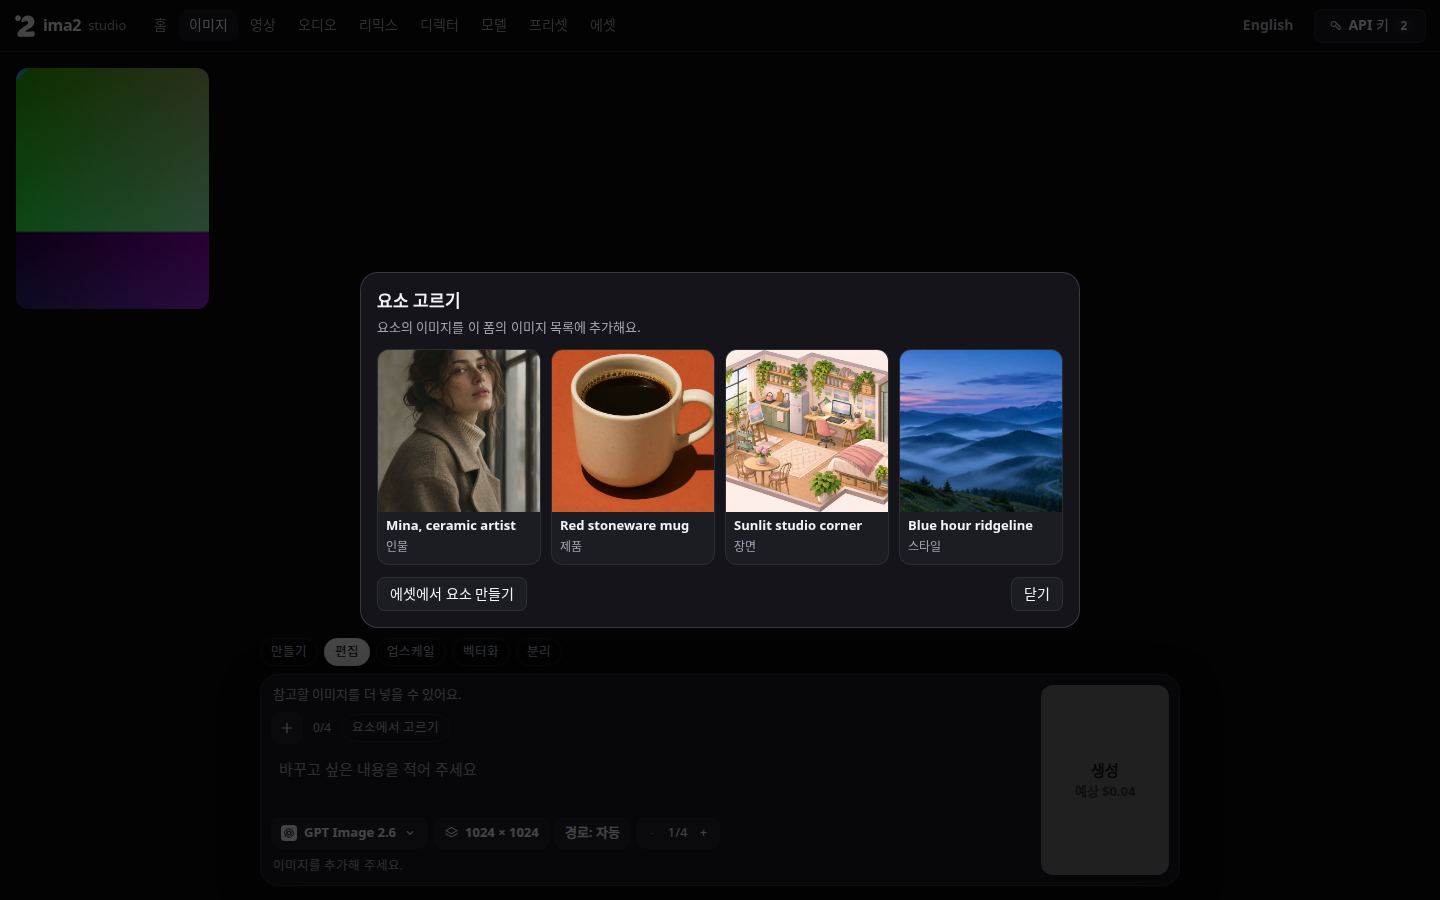 ima2 studio 홈 이미지 영상 오디오 리믹스 디렉터 모델 프리셋 에셋 English API 키 2
요소 고르기
요소의 이미지를 이 폼의 이미지 목록에 추가해요.
Mina, ceramic artist
인물
Red stoneware mug
제품
Sunlit studio corner
장면
Blue hour ridgeline
스타일
에셋에서 요소 만들기 닫기
만들기 편집 업스케일 벡터화 분리
참고할 이미지를 더 넣을 수 있어요.
+ 0/4 요소에서 고르기
바꾸고 싶은 내용을 적어 주세요
생성
예상 $0.04
GPT Image 2.6 1024 × 1024 경로: 자동 - 1/4 +
이미지를 추가해 주세요.